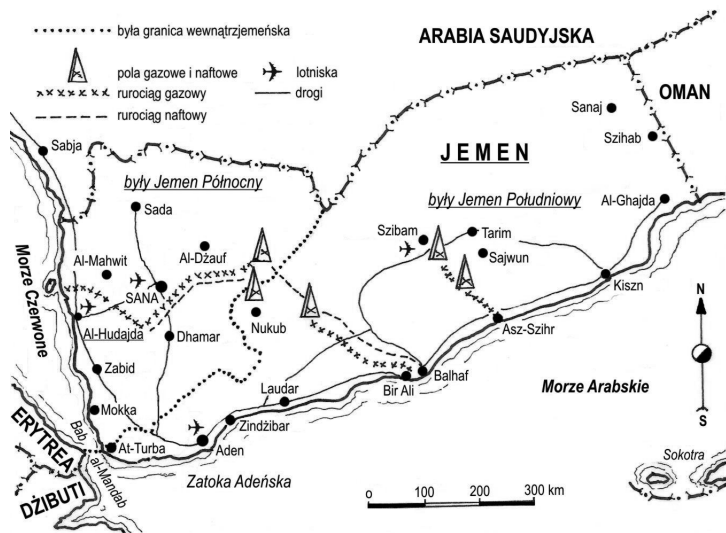 była granica wewnątrzjemeńska
pola gazowe i naftowe
lotniska
rurociąg gazowy
drogi
rurociąg naftowy
ARABIA SAUDYJSKA
OMAN
JEMEN
Sanaj
Szihab
Sabja
były Jemen Północny
były Jemen Południowy
Al-Ghajda
Sada
Al-Mahwit
Al-Dżauf
Szibam
Tarim
Sajwun
SANA
Morze Czerwone
Kiszn
Al-Hudajda
Dhamar
Nukub
Asz-Szihr
N
S
Zabid
Balhaf
Bir Ali
Laudar
Morze Arabskie
Mokka
Zindżibar
ERYTREA
Bab al-Mandab
At-Turba
Aden
Zatoka Adeńska
Sokotra
DŻIBUTI
0 100 200 300 km